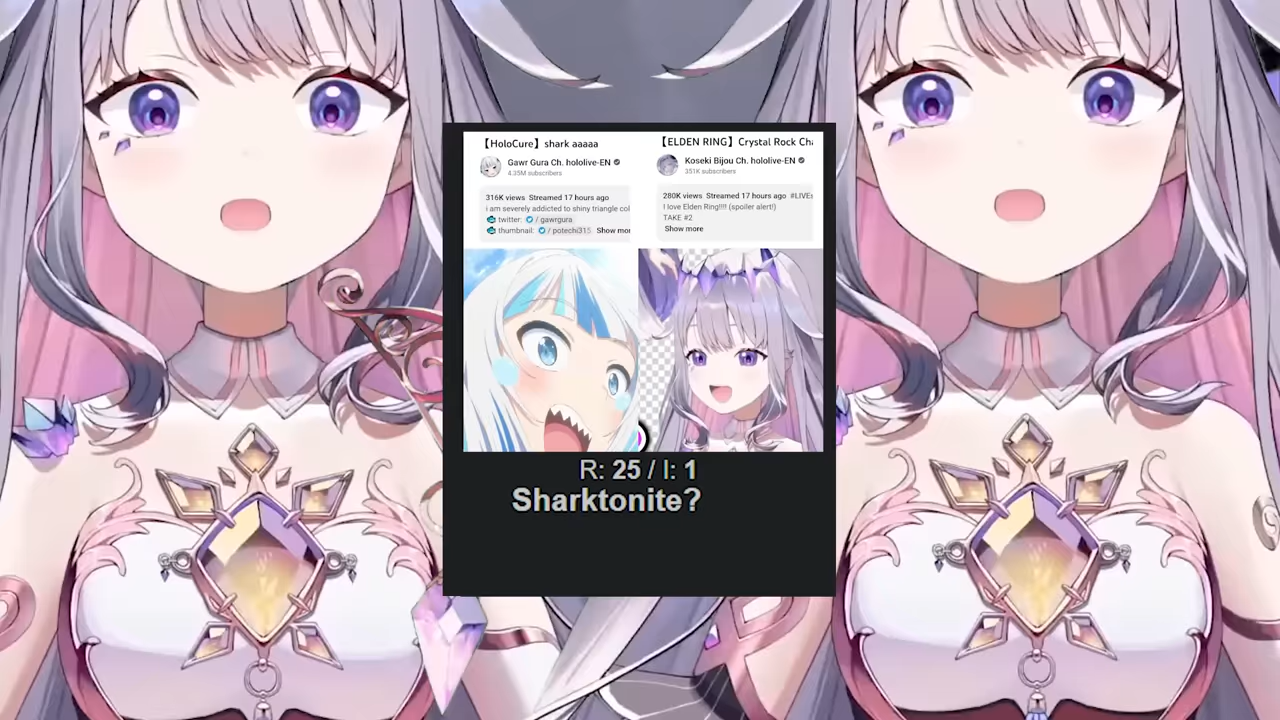 【HoloCure】shark aaaaa
Gawr Gura Ch. hololive-EN
4.35M subscribers
316K views Streamed 17 hours ago
i am severely addicted to shiny triangle col
twitter: / gawrgura
thumbnail: / potechi315 Show mor
【ELDEN RING】Crystal Rock Cha
Koseki Bijou Ch. hololive-EN
351K subscribers
280K views Streamed 17 hours ago #LIVE
I love Elden Ring!!!! (spoiler alert!)
TAKE #2
Show more
R: 25 / I: 1
Sharktonite?